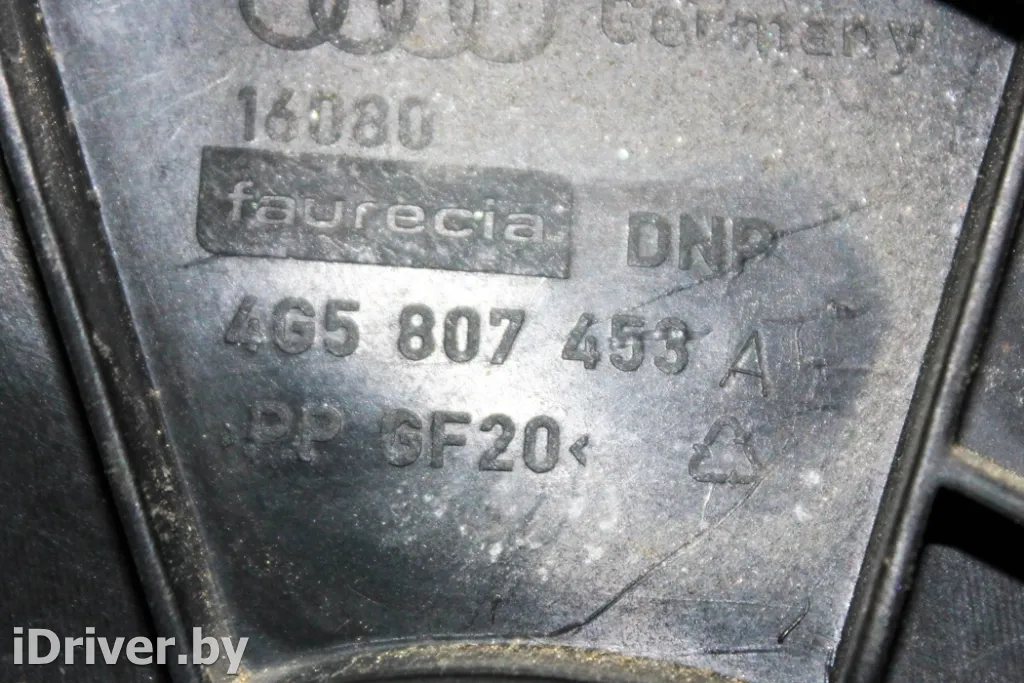 Germany
16080
faurecia DNP
4G5 807 453 A
>PP GF20<
iDriver.by